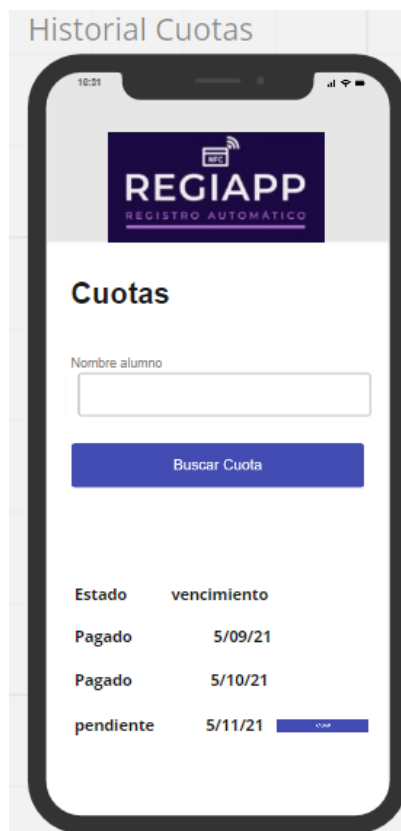 Historial Cuotas
10:31
NFC
REGIAPP
REGISTRO AUTOMÁTICO
Cuotas
Nombre alumno
Buscar Cuota
Estado vencimiento
Pagado 5/09/21
Pagado 5/10/21
pendiente 5/11/21